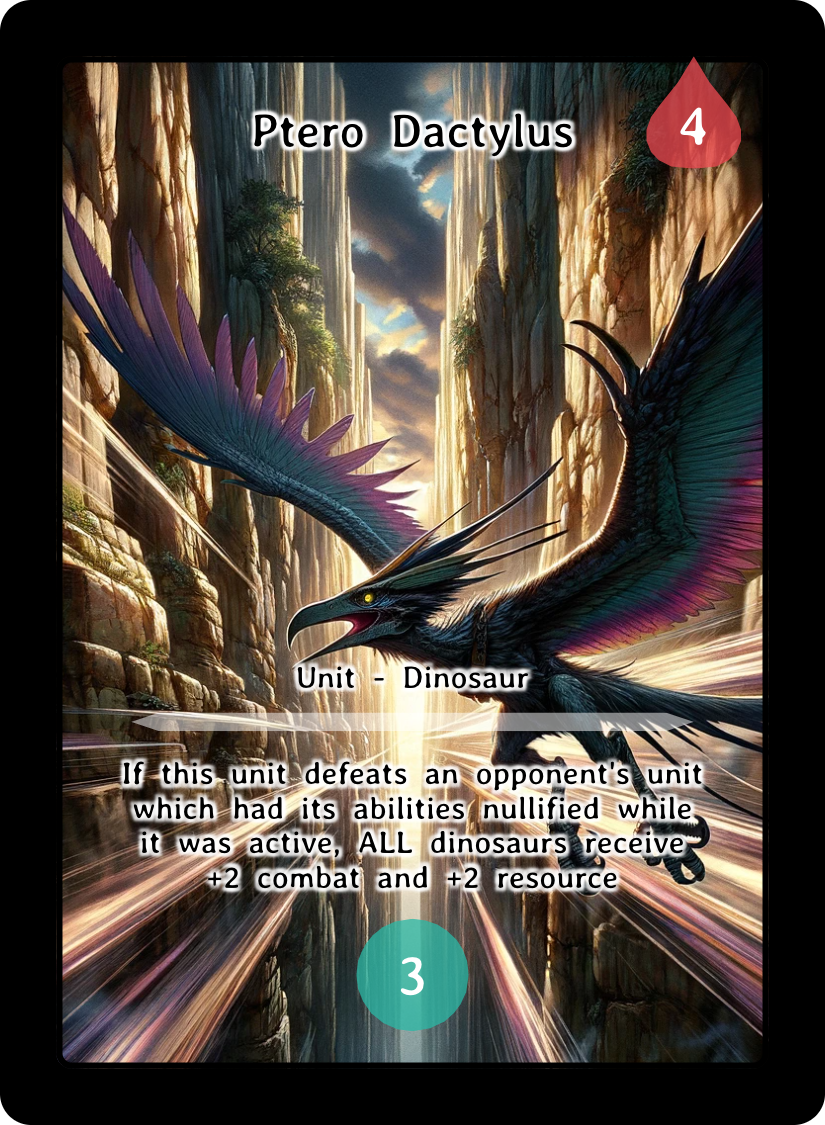 Ptero Dactylus
4
Unit - Dinosaur
If this unit defeats an opponent's unit
which had its abilities nullified while
it was active, ALL dinosaurs receive
+2 combat and +2 resource
3